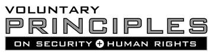 VOLUNTARY
PRINCIPLES
ON SECURITY + HUMAN RIGHTS